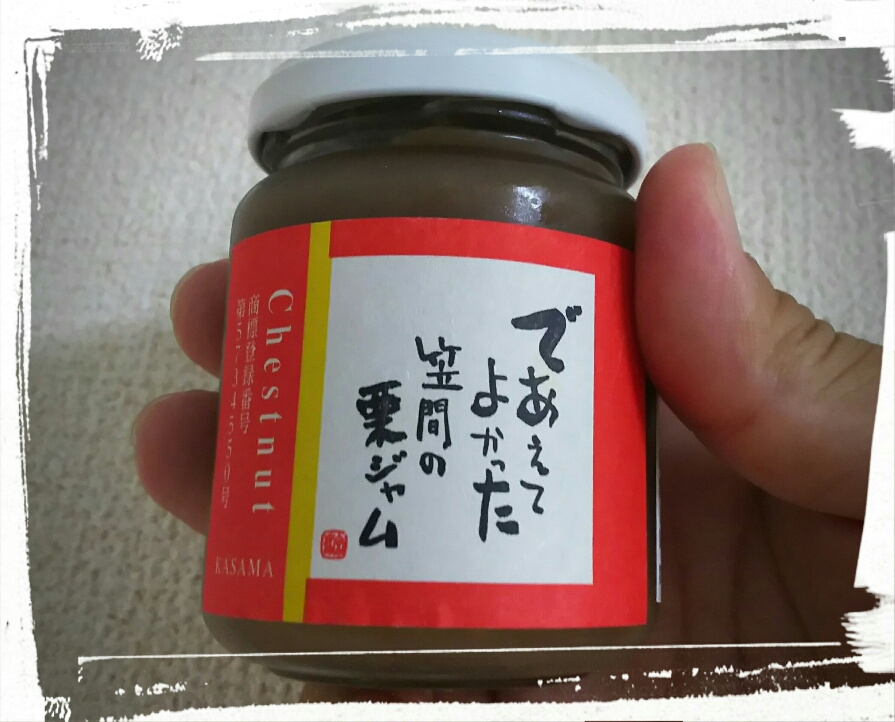 であえて
よかった
笠間の
栗ジャム
Chestnut
商標登録番号
第5134550号
KASAMA